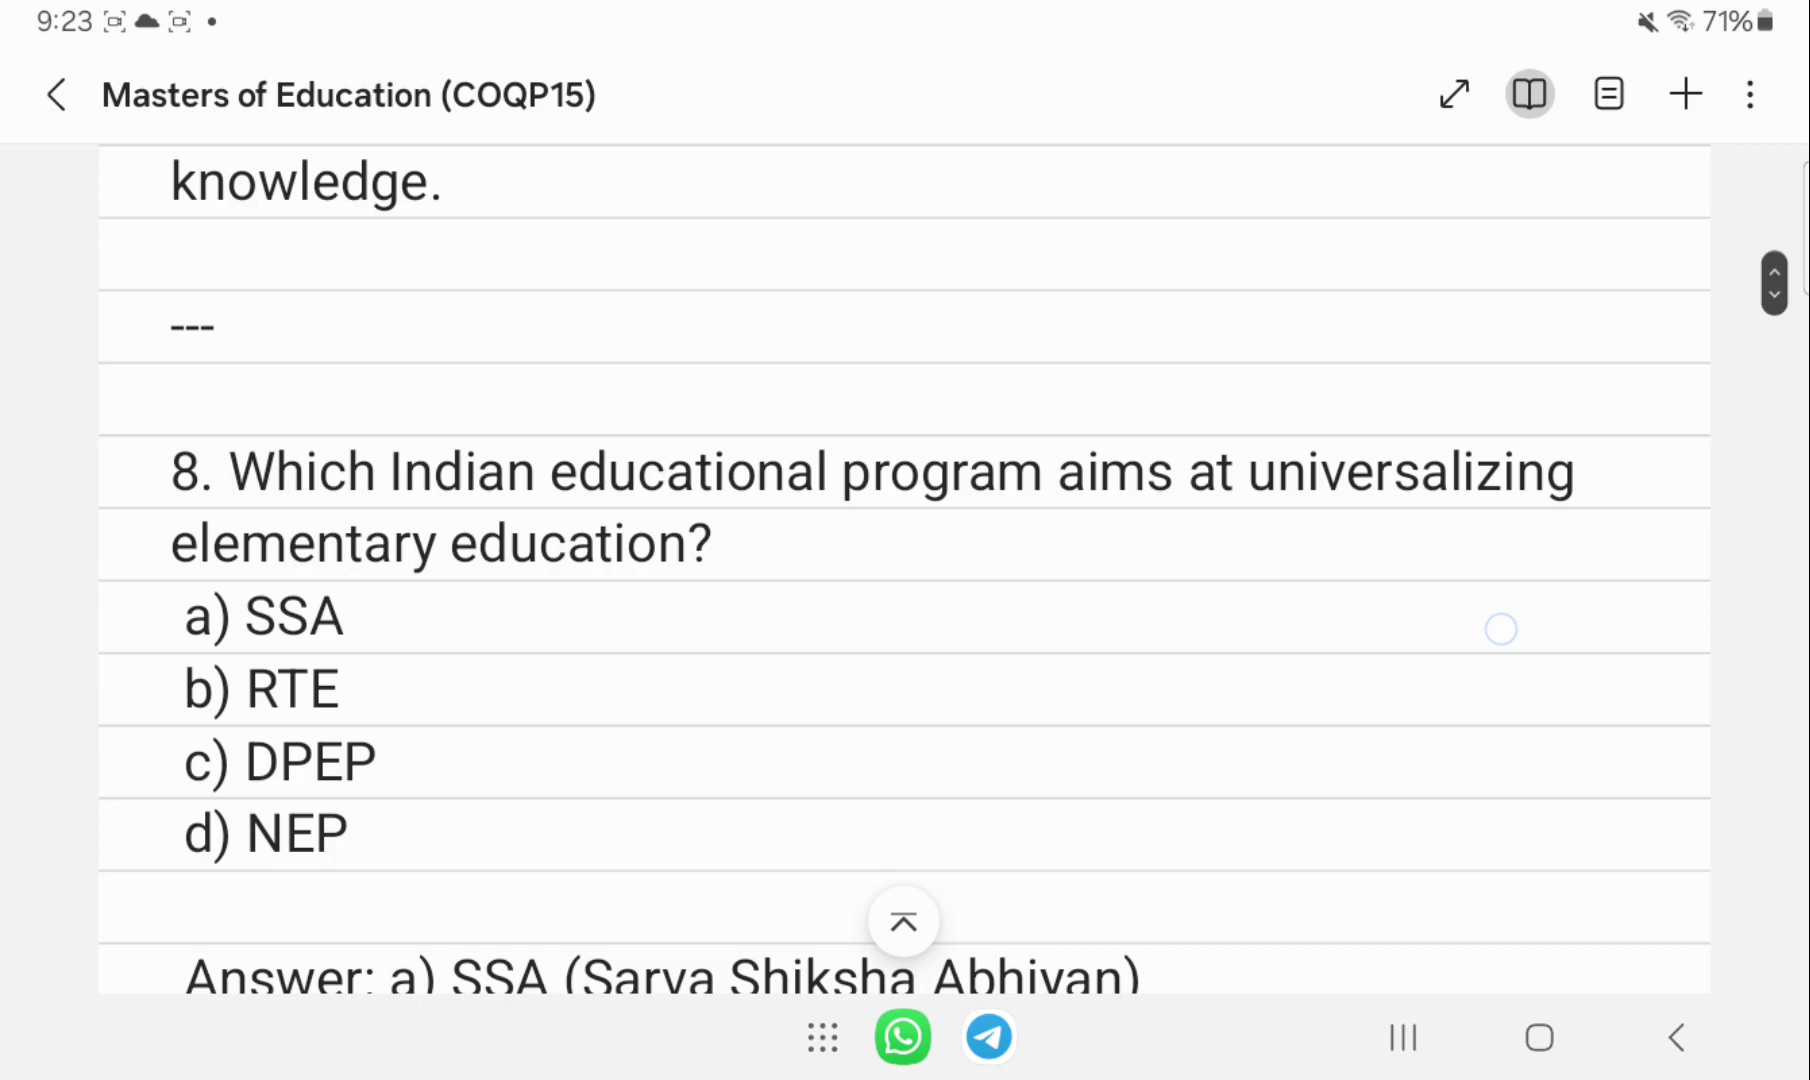 9:23
71%
Masters of Education (COQP15)
knowledge.
---
8. Which Indian educational program aims at universalizing
elementary education?
a) SSA
b) RTE
c) DPEP
d) NEP
Answer: a) SSA (Sarva Shiksha Abhiyan)